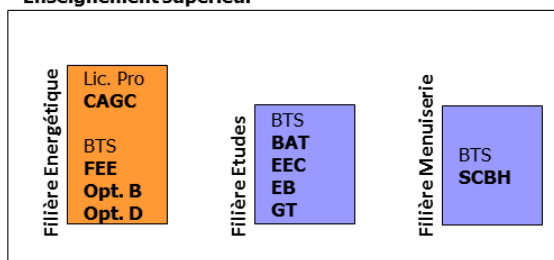 Enseignement Supérieur
Filière Energétique
Lic. Pro
CAGC
BTS
FEE
Opt. B
Opt. D
Filière Etudes
BTS
BAT
EEC
EB
GT
Filière Menuiserie
BTS
SCBH